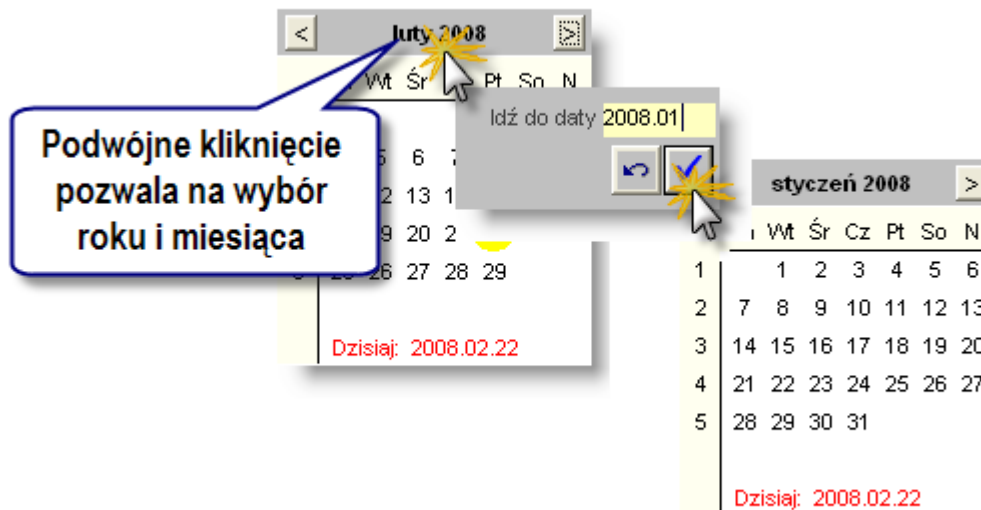 < luty 2008 >
Wt Śr Pt So N
Podwójne kliknięcie
pozwala na wybór
roku i miesiąca
Idź do daty 2008.01
6
13
20
26 27 28 29
Dzisiaj: 2008.02.22
styczeń 2008 >
Wt Śr Cz Pt So N
1 1 2 3 4 5 6
2 7 8 9 10 11 12 13
3 14 15 16 17 18 19 20
4 21 22 23 24 25 26 27
5 28 29 30 31
Dzisiaj: 2008.02.22